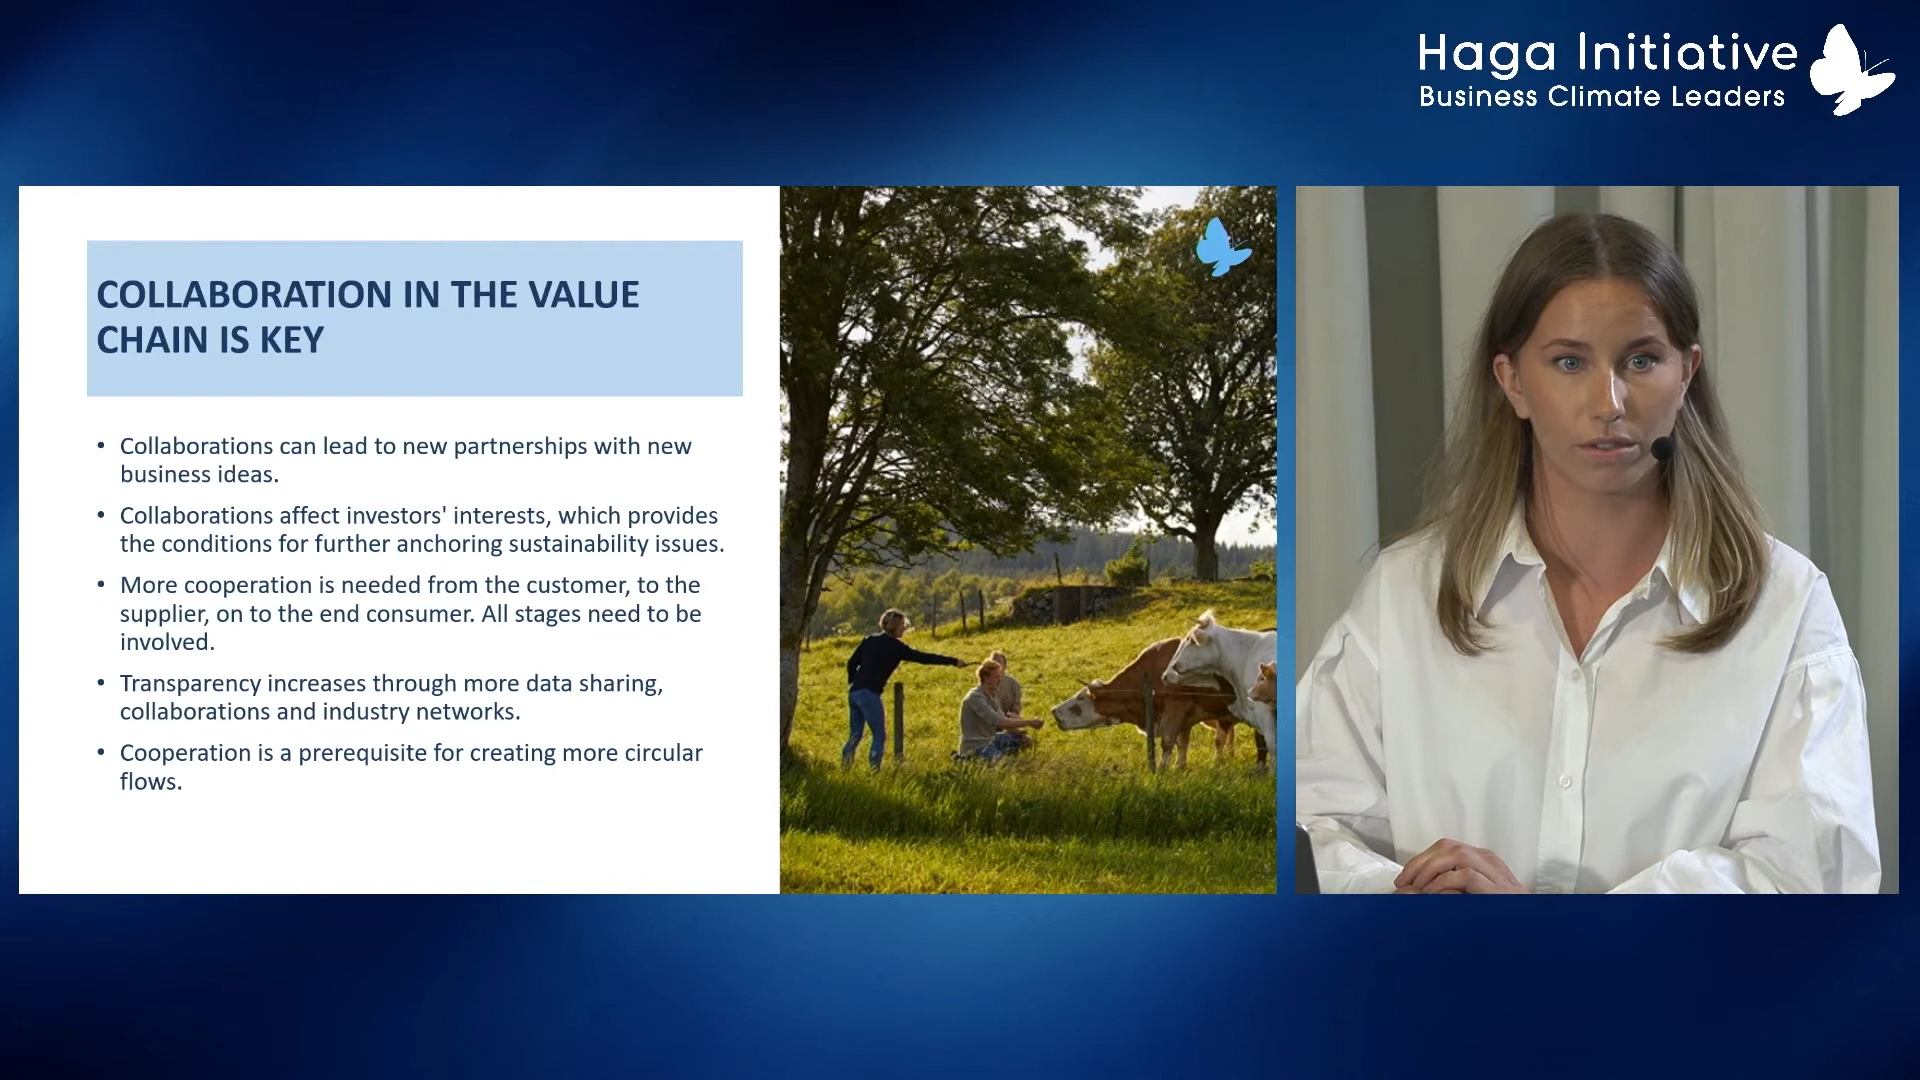 Haga Initiative
Business Climate Leaders
COLLABORATION IN THE VALUE
CHAIN IS KEY
• Collaborations can lead to new partnerships with new
business ideas.
• Collaborations affect investors' interests, which provides
the conditions for further anchoring sustainability issues.
• More cooperation is needed from the customer, to the
supplier, on to the end consumer. All stages need to be
involved.
• Transparency increases through more data sharing,
collaborations and industry networks.
• Cooperation is a prerequisite for creating more circular
flows.